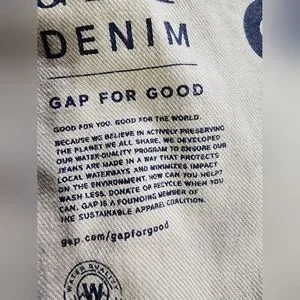 DENIM
GAP FOR GOOD
GOOD FOR YOU. GOOD FOR THE WORLD.
BECAUSE WE BELIEVE IN ACTIVELY PRESERVING
THE PLANET WE ALL SHARE, WE DEVELOPED
OUR WATER-QUALITY PROGRAM TO ENSURE OUR
JEANS ARE MADE IN A WAY THAT PROTECTS
LOCAL WATERWAYS AND MINIMIZES IMPACT
ON THE ENVIRONMENT. HOW CAN YOU HELP?
WASH LESS. DONATE OR RECYCLE WHEN YOU
CAN. GAP IS A FOUNDING MEMBER OF
THE SUSTAINABLE APPAREL COALITION.
gap.com/gapforgood
WATER QUALITY
W